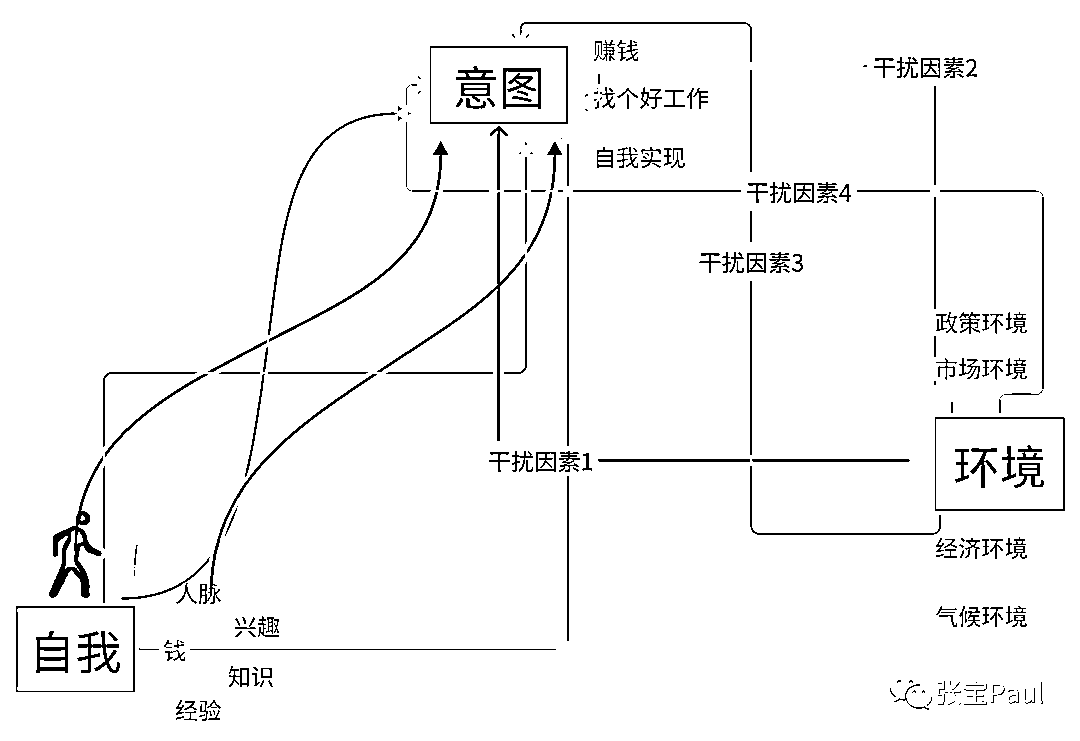 意图
赚钱
找个好工作
自我实现
干扰因素2
干扰因素4
干扰因素3
政策环境
市场环境
干扰因素1
环境
经济环境
气候环境
自我
人脉
兴趣
钱
知识
经验
张宝Paul